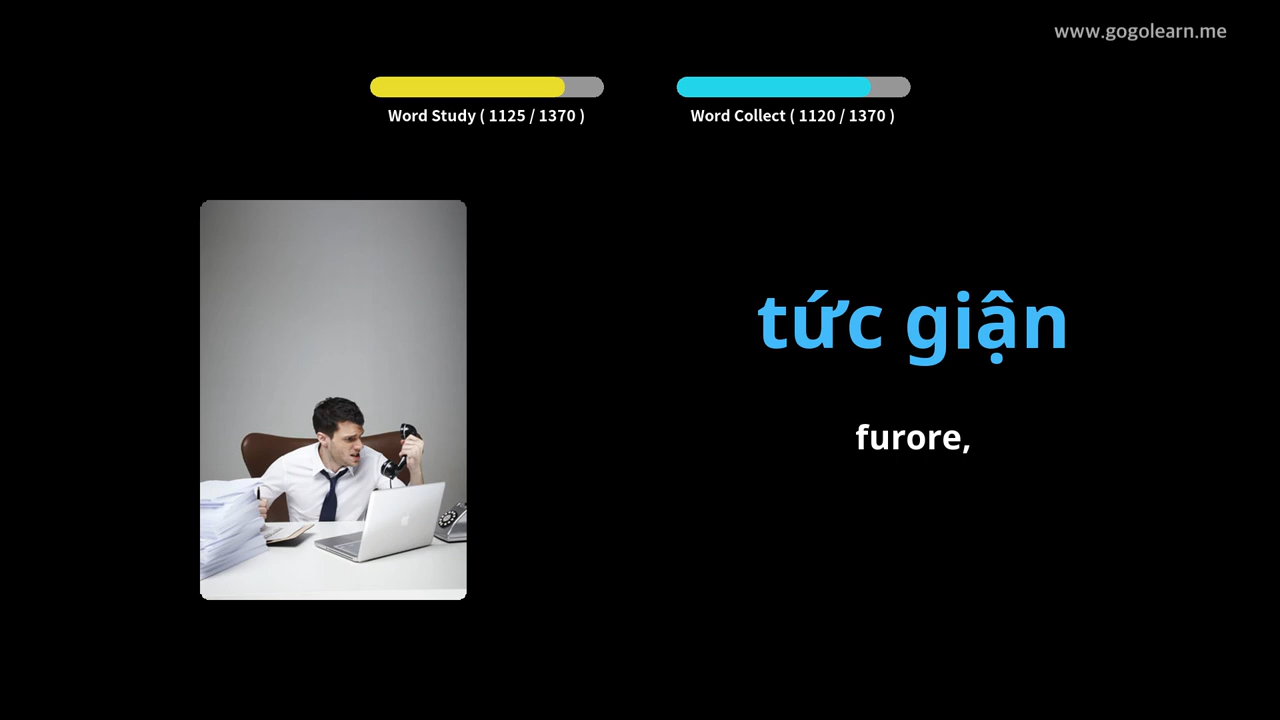 www.gogolearn.me
Word Study ( 1125 / 1370 )
Word Collect ( 1120 / 1370 )
tức giận
furore,